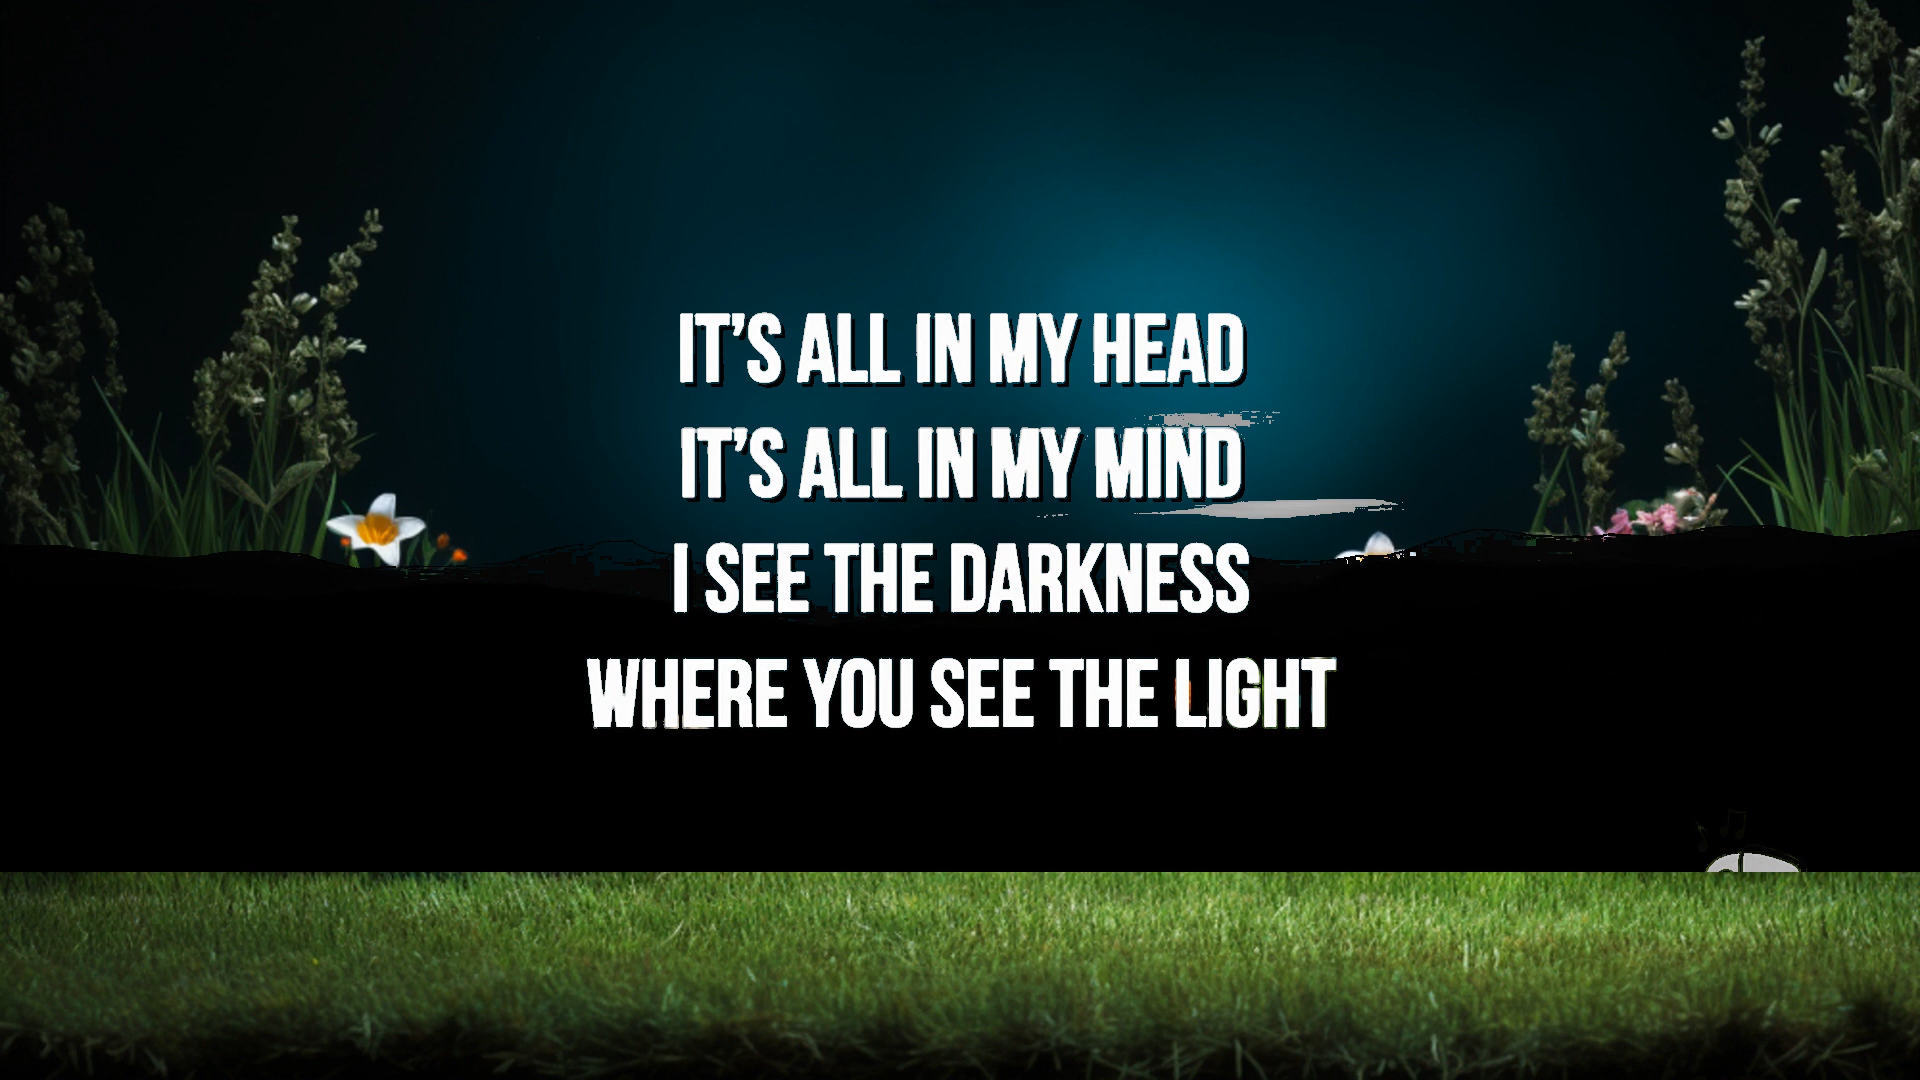 IT'S ALL IN MY HEAD
IT'S ALL IN MY MIND
I SEE THE DARKNESS
WHERE YOU SEE THE LIGHT